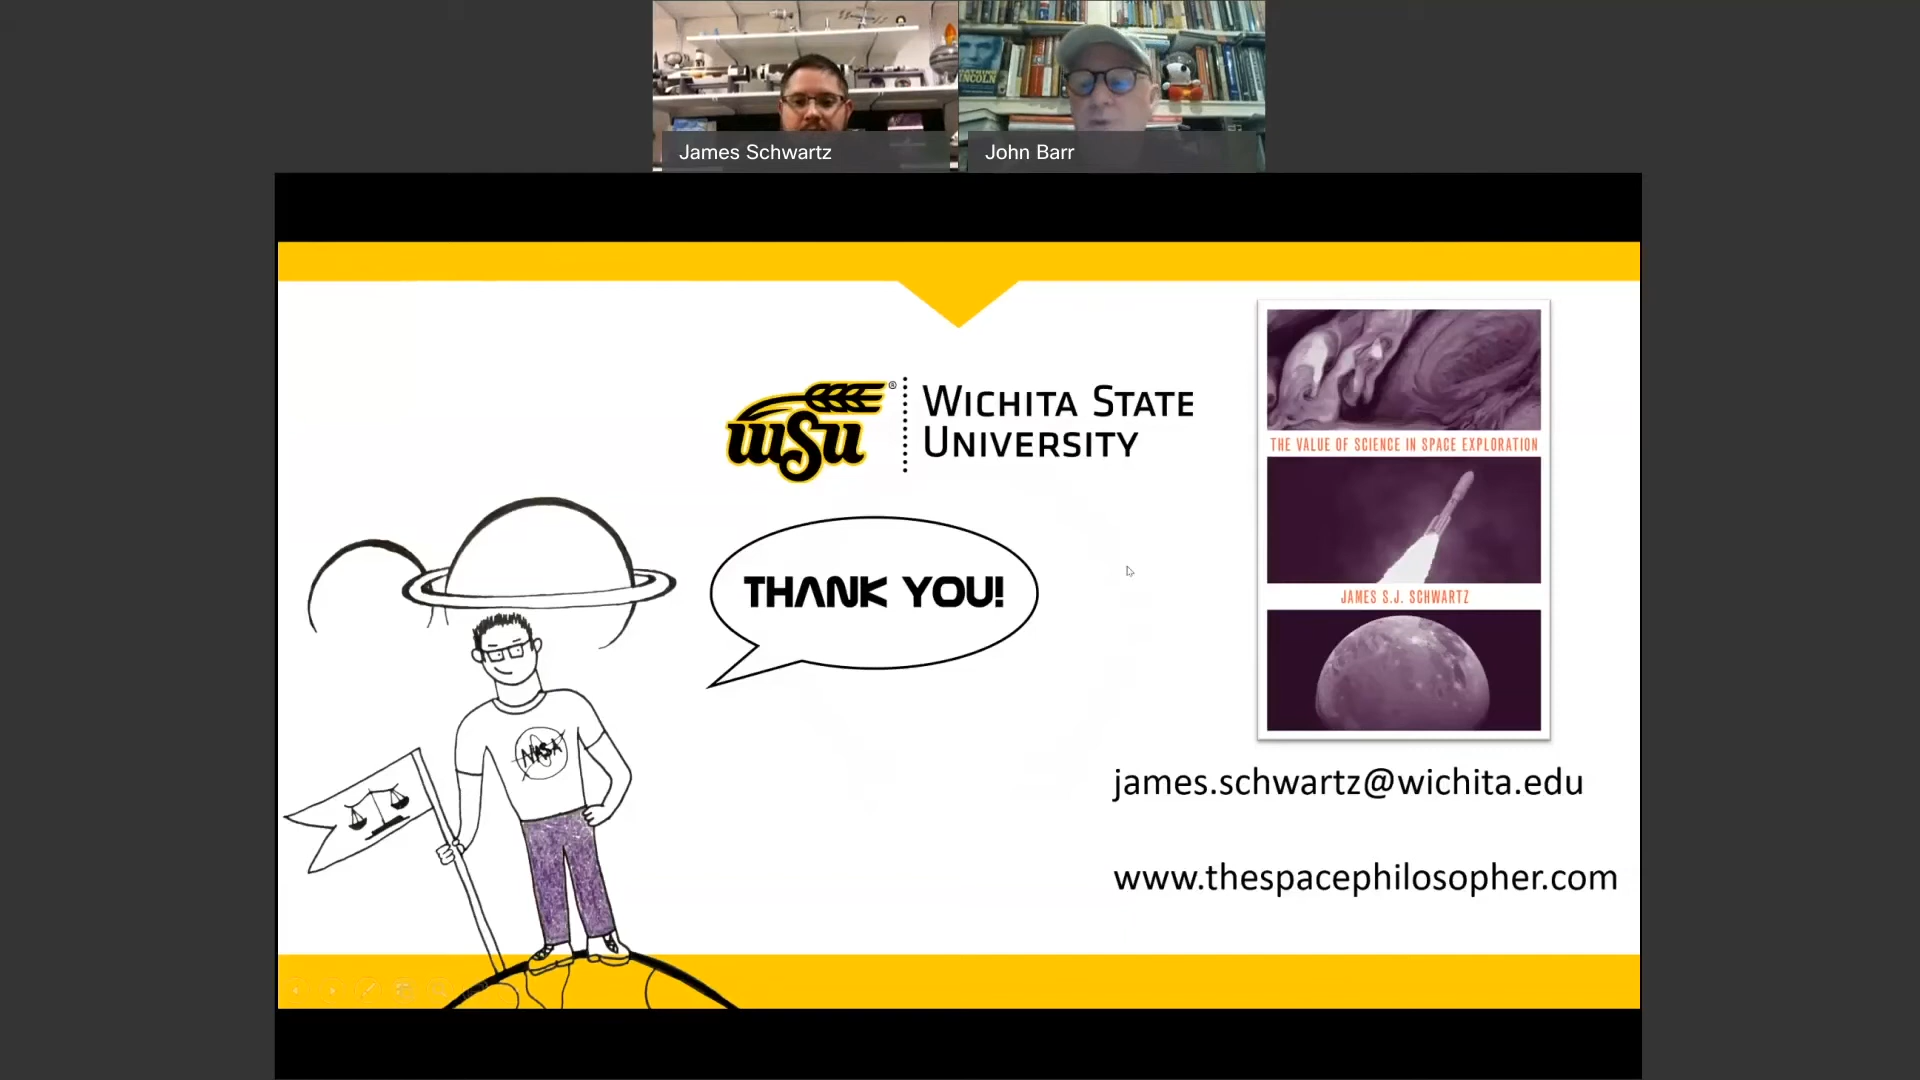 James Schwartz
John Barr
LINCOLN
WSU ®
WICHITA STATE
UNIVERSITY
THE VALUE OF SCIENCE IN SPACE EXPLORATION
JAMES S.J. SCHWARTZ
THANK YOU!
NASA
james.schwartz@wichita.edu
www.thespacephilosopher.com